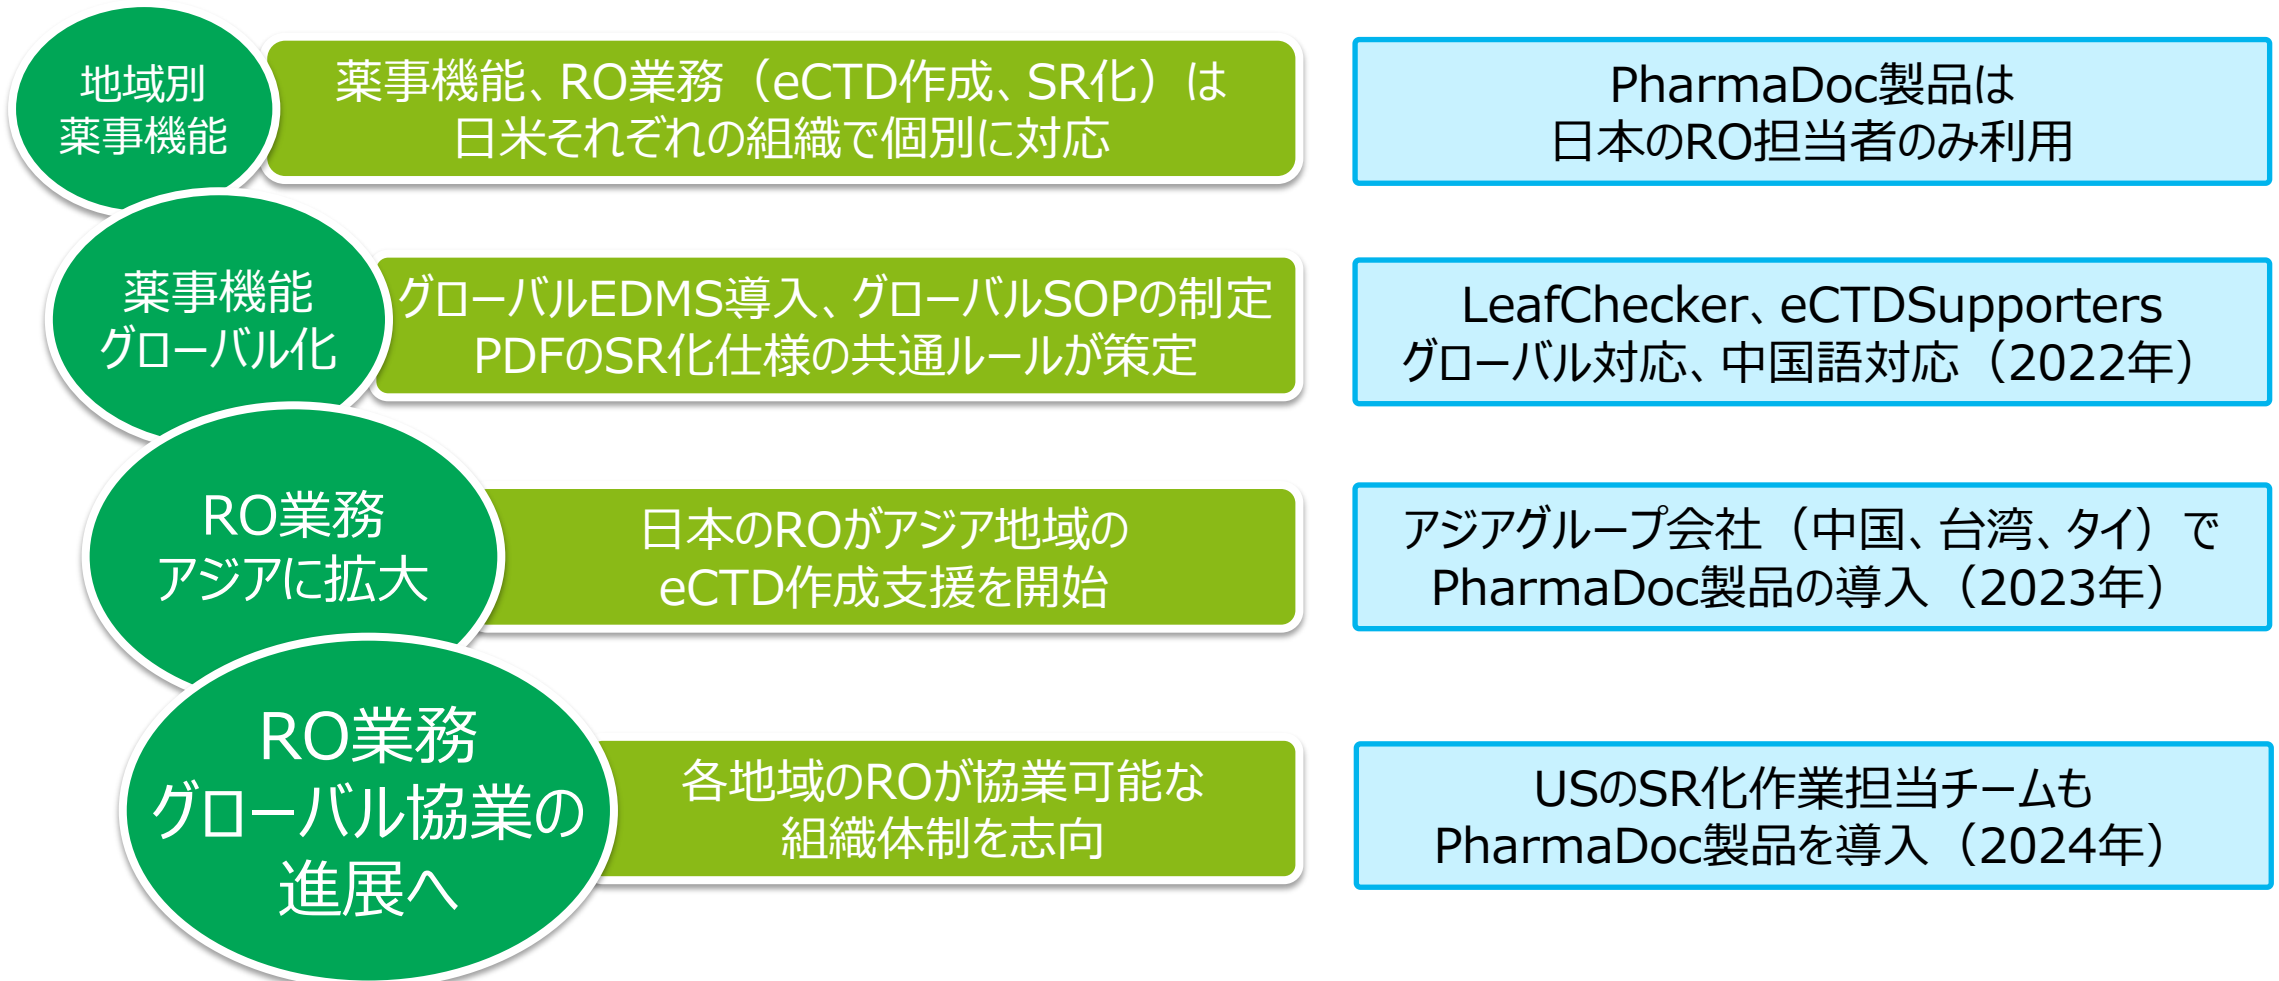 地域別
薬事機能
薬事機能、RO業務（eCTD作成、SR化）は
日米それぞれの組織で個別に対応
PharmaDoc製品は
日本のRO担当者のみ利用
薬事機能
グローバル化
グローバルEDMS導入、グローバルSOPの制定
PDFのSR化仕様の共通ルールが策定
LeafChecker、eCTDSupporters
グローバル対応、中国語対応（2022年）
RO業務
アジアに拡大
日本のROがアジア地域の
eCTD作成支援を開始
アジアグループ会社（中国、台湾、タイ）で
PharmaDoc製品の導入（2023年）
RO業務
グローバル協業の
進展へ
各地域のROが協業可能な
組織体制を志向
USのSR化作業担当チームも
PharmaDoc製品を導入（2024年）